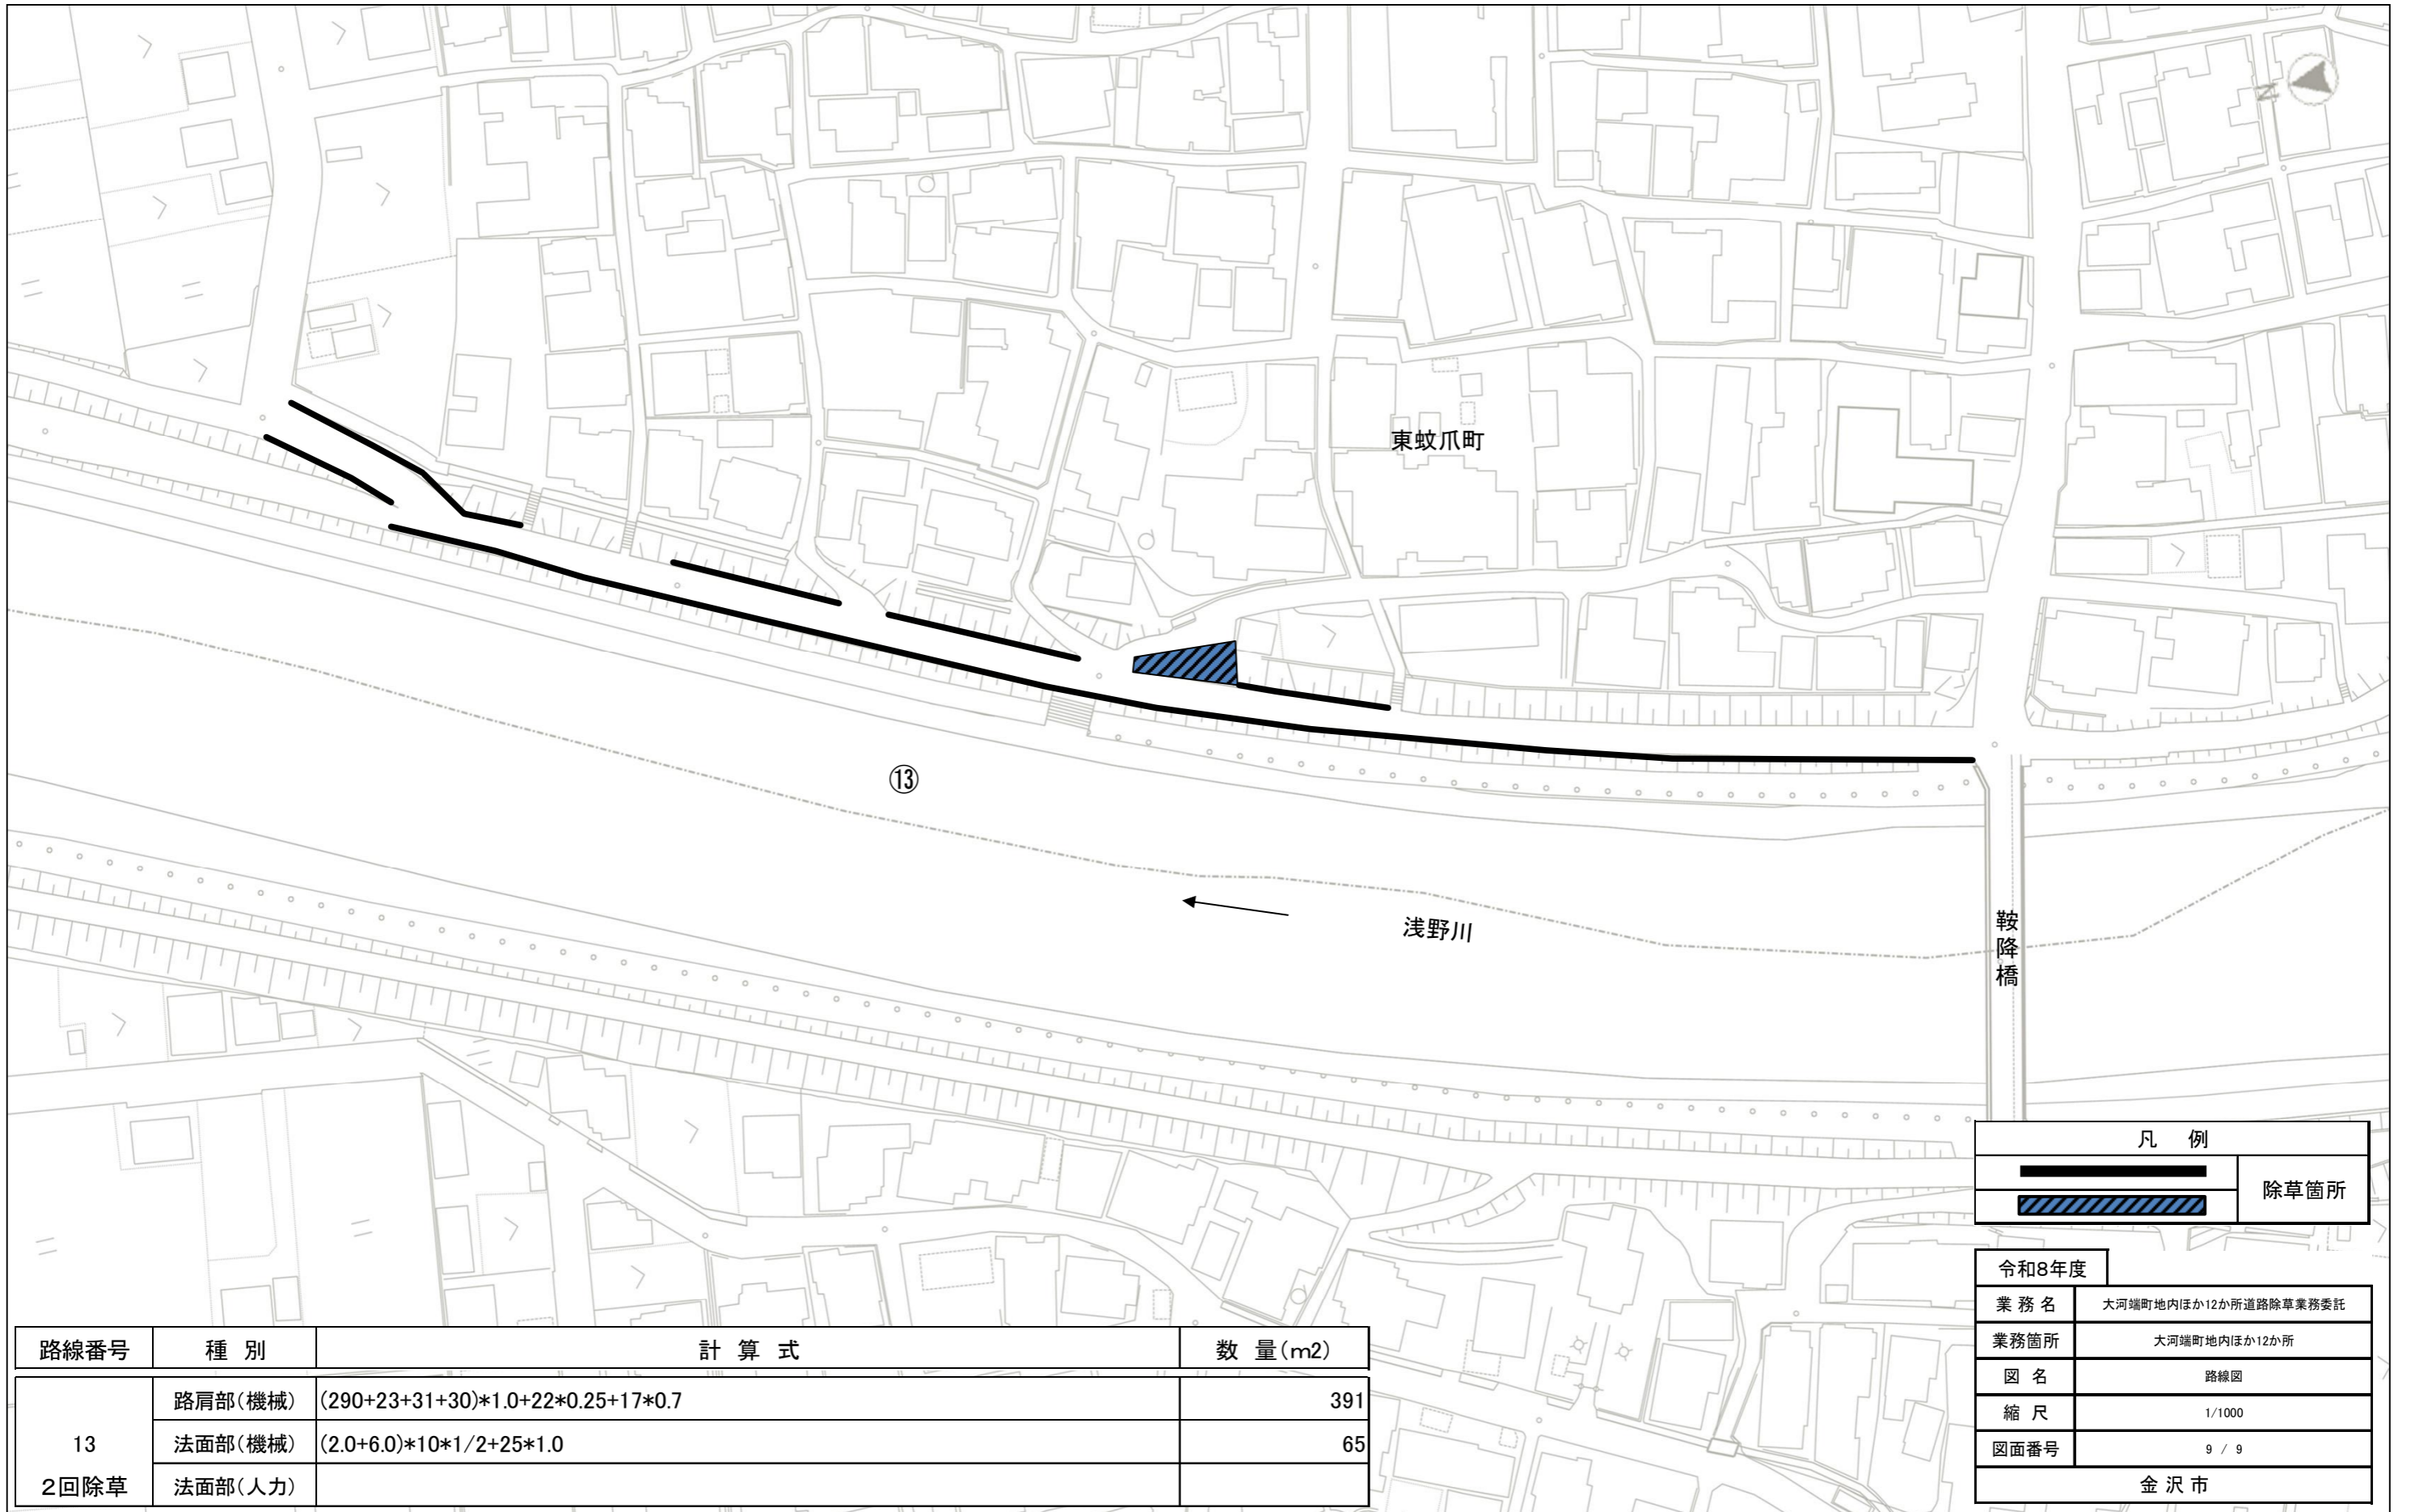 N
東蚊爪町
⑬
浅野川
鞍降橋
凡 例
除草箇所
令和8年度
業務名 大河端町地内ほか12か所道路除草業務委託
業務箇所 大河端町地内ほか12か所
図 名 路線図
縮 尺 1/1000
図面番号 9 / 9
金沢市
路線番号 種 別 計 算 式 数 量(m2)
13
2回除草
路肩部(機械) (290+23+31+30)*1.0+22*0.25+17*0.7 391
法面部(機械) (2.0+6.0)*10*1/2+25*1.0 65
法面部(人力)